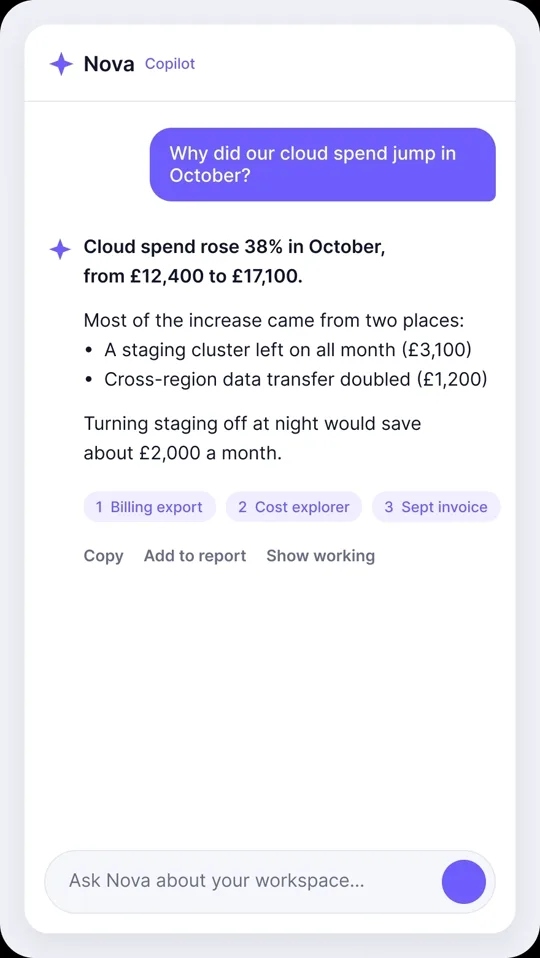 Nova Copilot
Why did our cloud spend jump in
October?
Cloud spend rose 38% in October,
from £12,400 to £17,100.
Most of the increase came from two places:
• A staging cluster left on all month (£3,100)
• Cross-region data transfer doubled (£1,200)
Turning staging off at night would save
about £2,000 a month.
1 Billing export 2 Cost explorer 3 Sept invoice
Copy Add to report Show working
Ask Nova about your workspace...